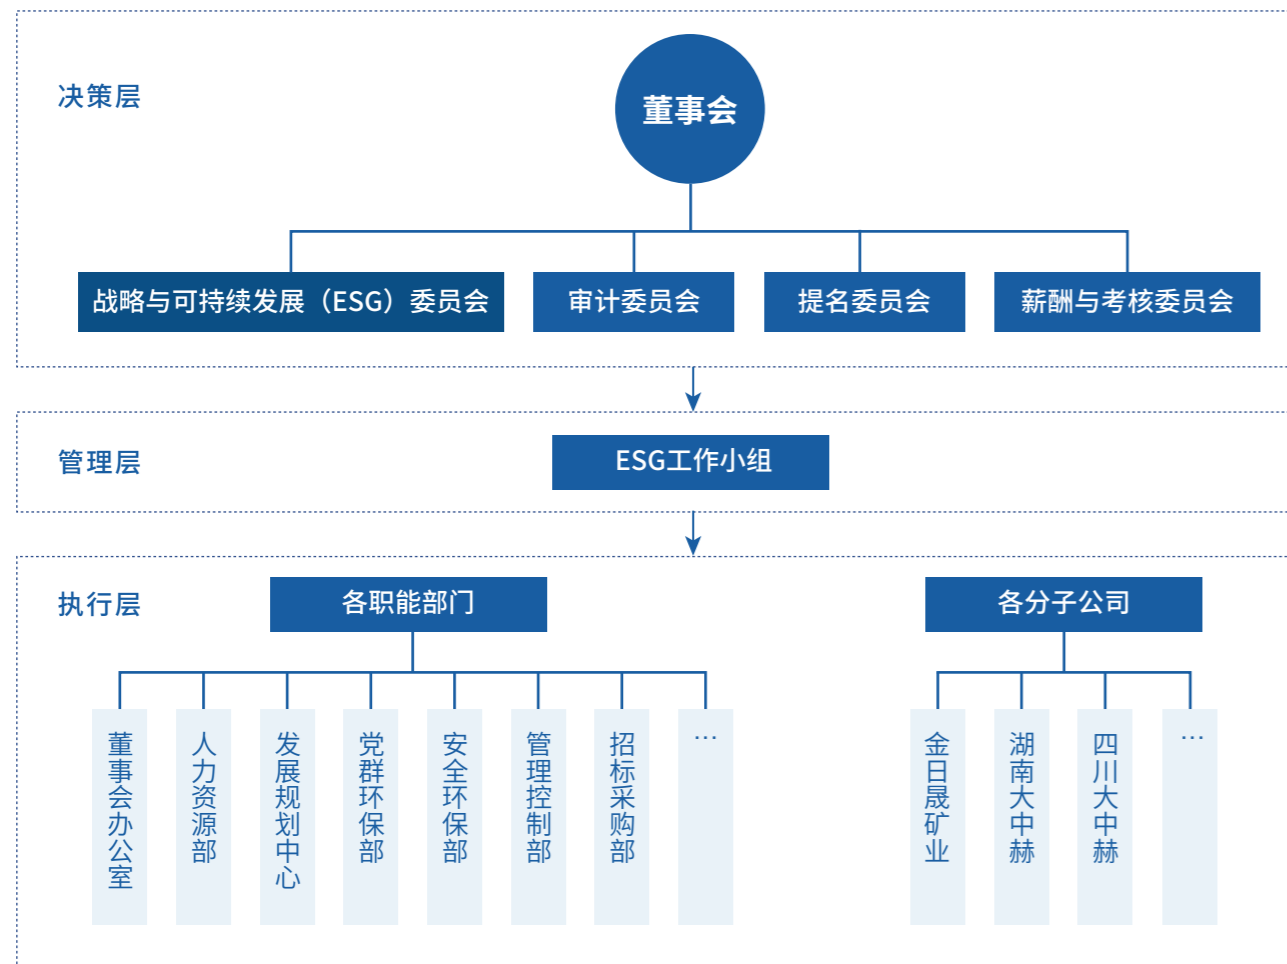 决策层
董事会
战略与可持续发展（ESG）委员会
审计委员会
提名委员会
薪酬与考核委员会
管理层
ESG工作小组
执行层
各职能部门
各分子公司
董事会办公室
人力资源部
发展规划中心
党群环保部
安全环保部
管理控制部
招标采购部
…
金日晟矿业
湖南大中赫
四川大中赫
…